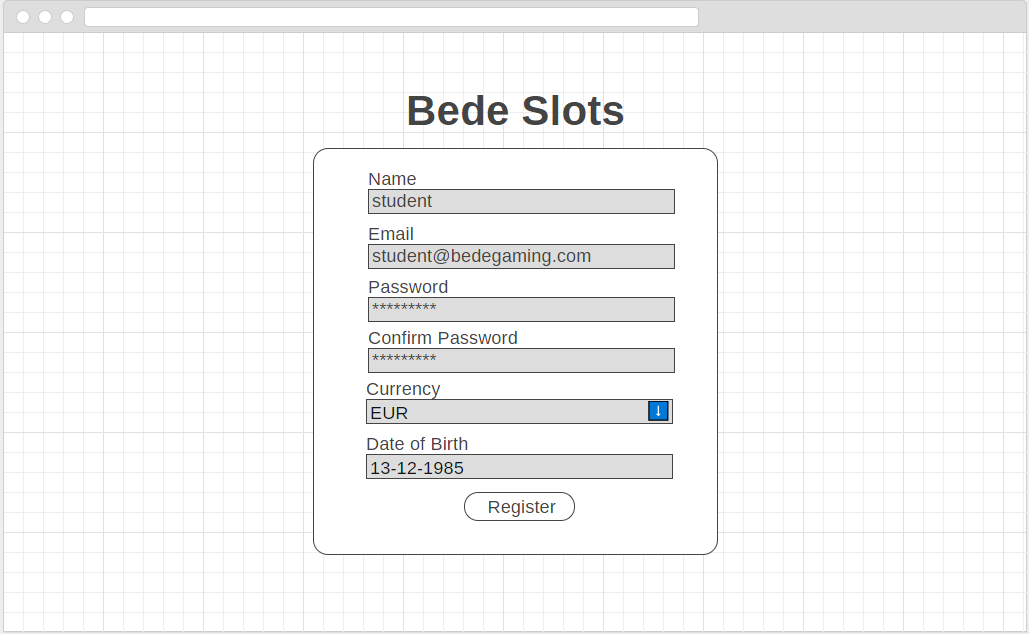 Bede Slots
Name
student
Email
student@bedegaming.com
Password
*********
Confirm Password
*********
Currency
EUR ↓
Date of Birth
13-12-1985
Register